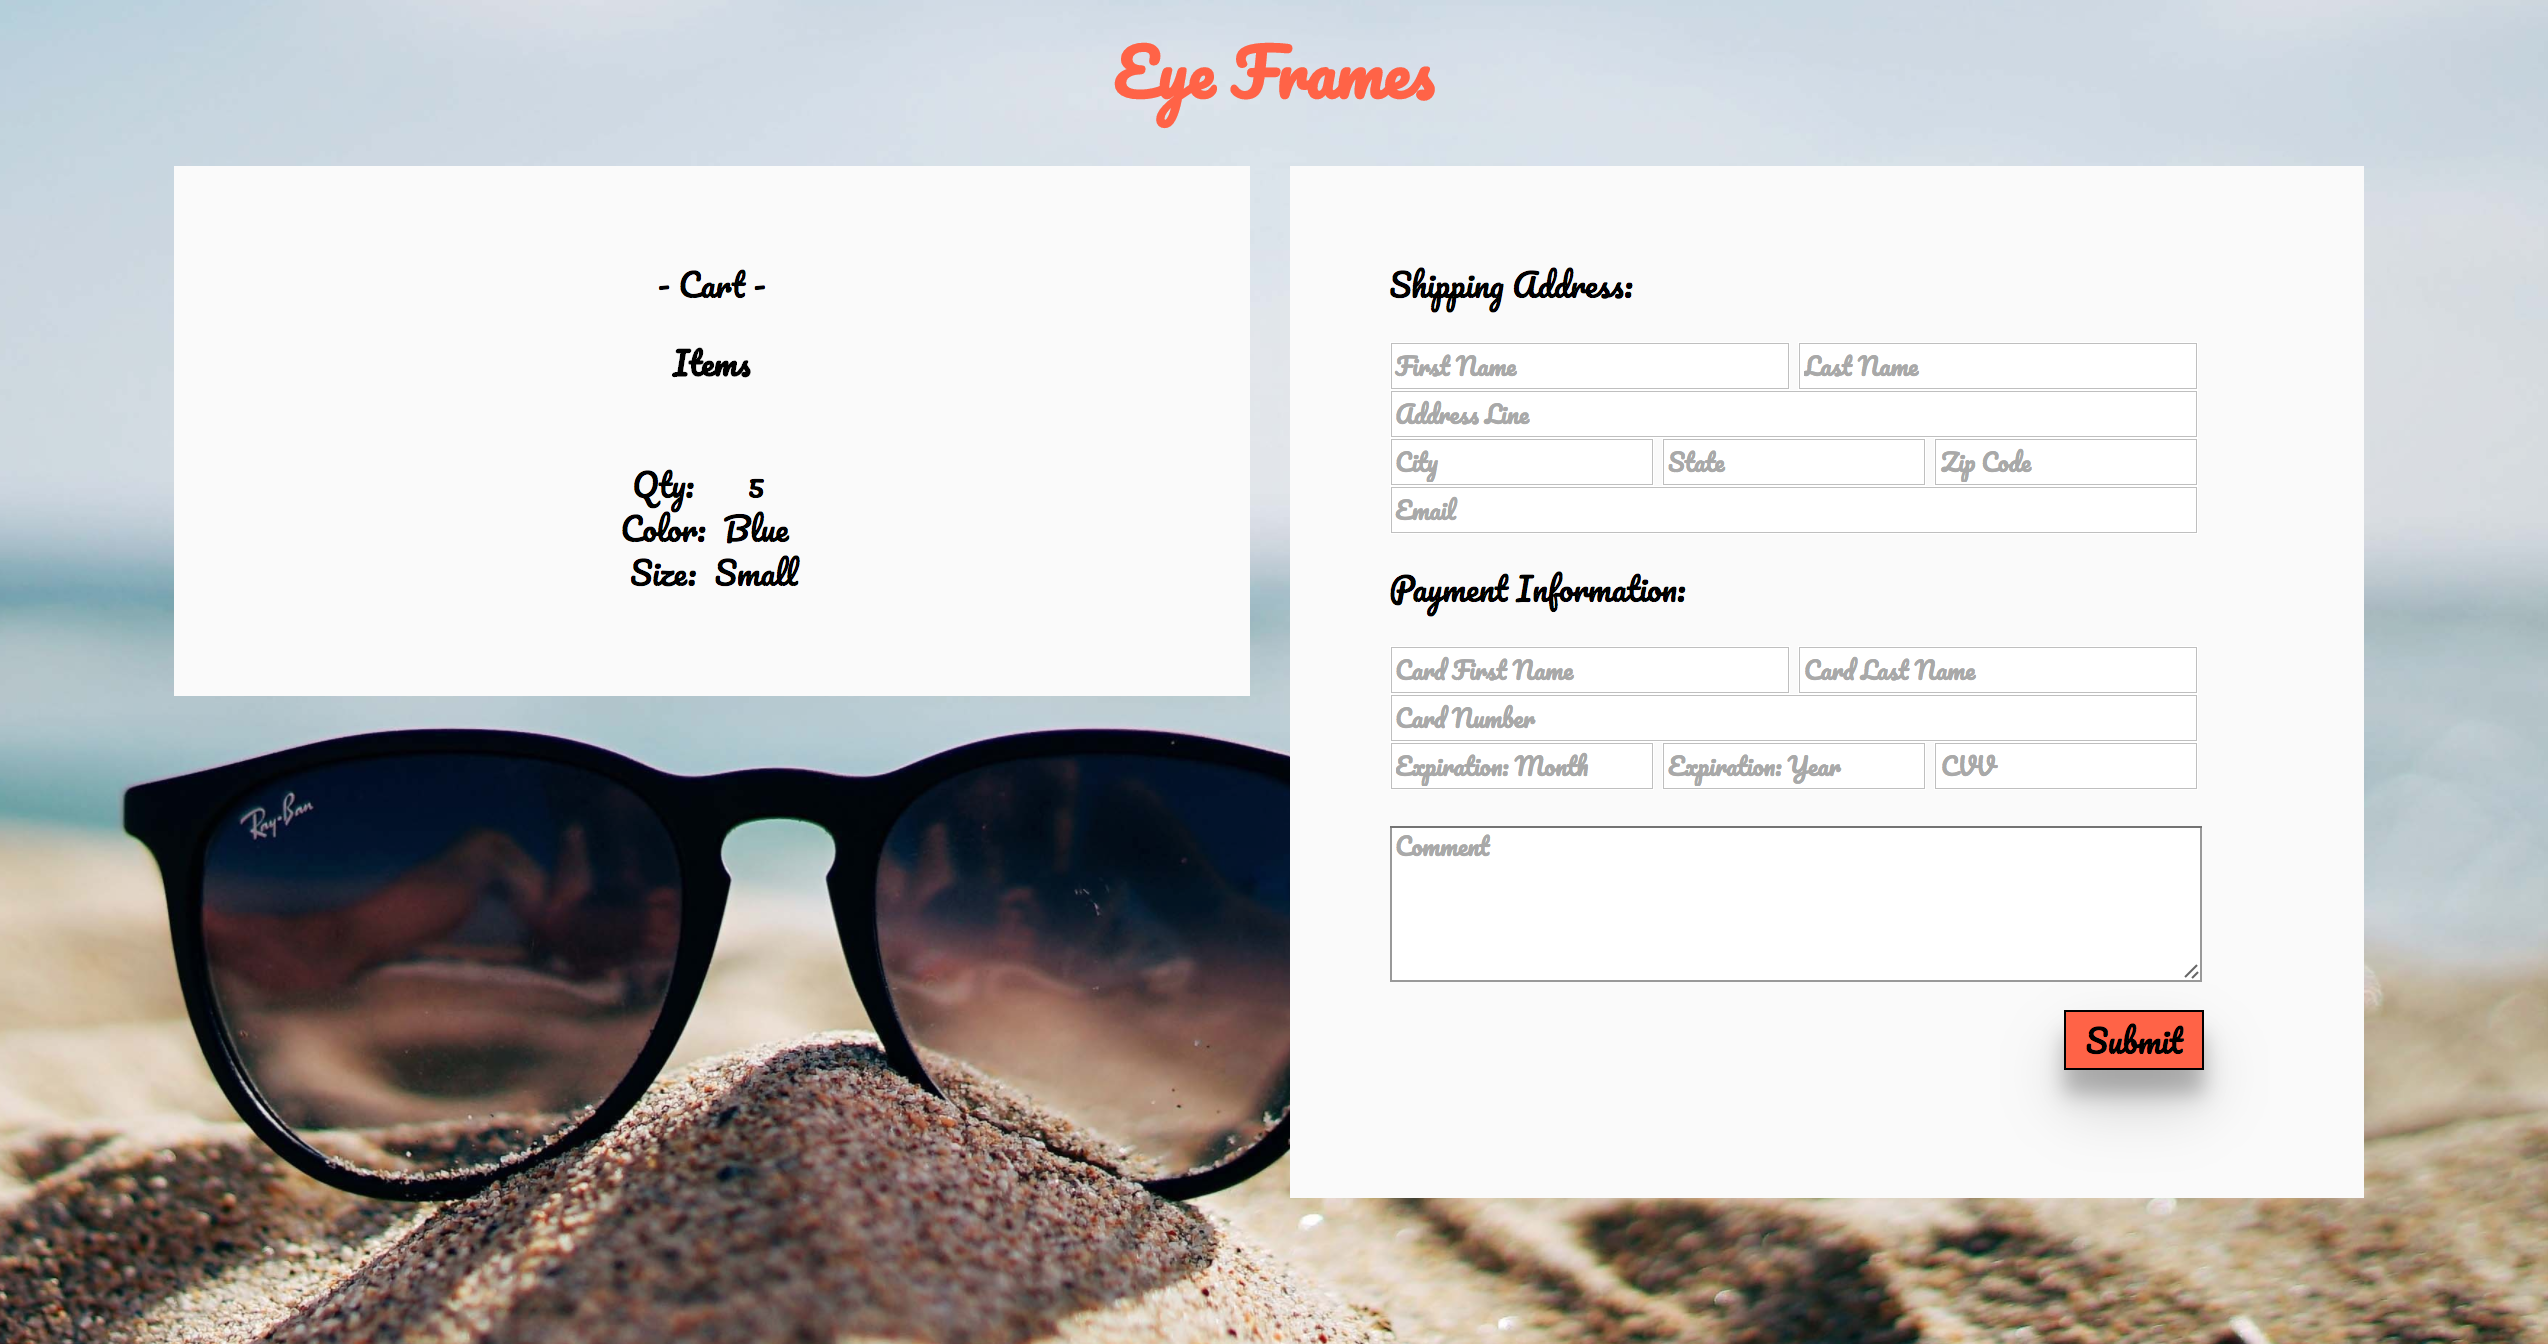 Eye Frames
- Cart -
Items
Qty: 5
Color: Blue
Size: Small
Shipping Address:
First Name Last Name
Address Line
City State Zip Code
Email
Payment Information:
Card First Name Card Last Name
Card Number
Expiration: Month Expiration: Year CVV
Comment
Submit
Ray-Ban